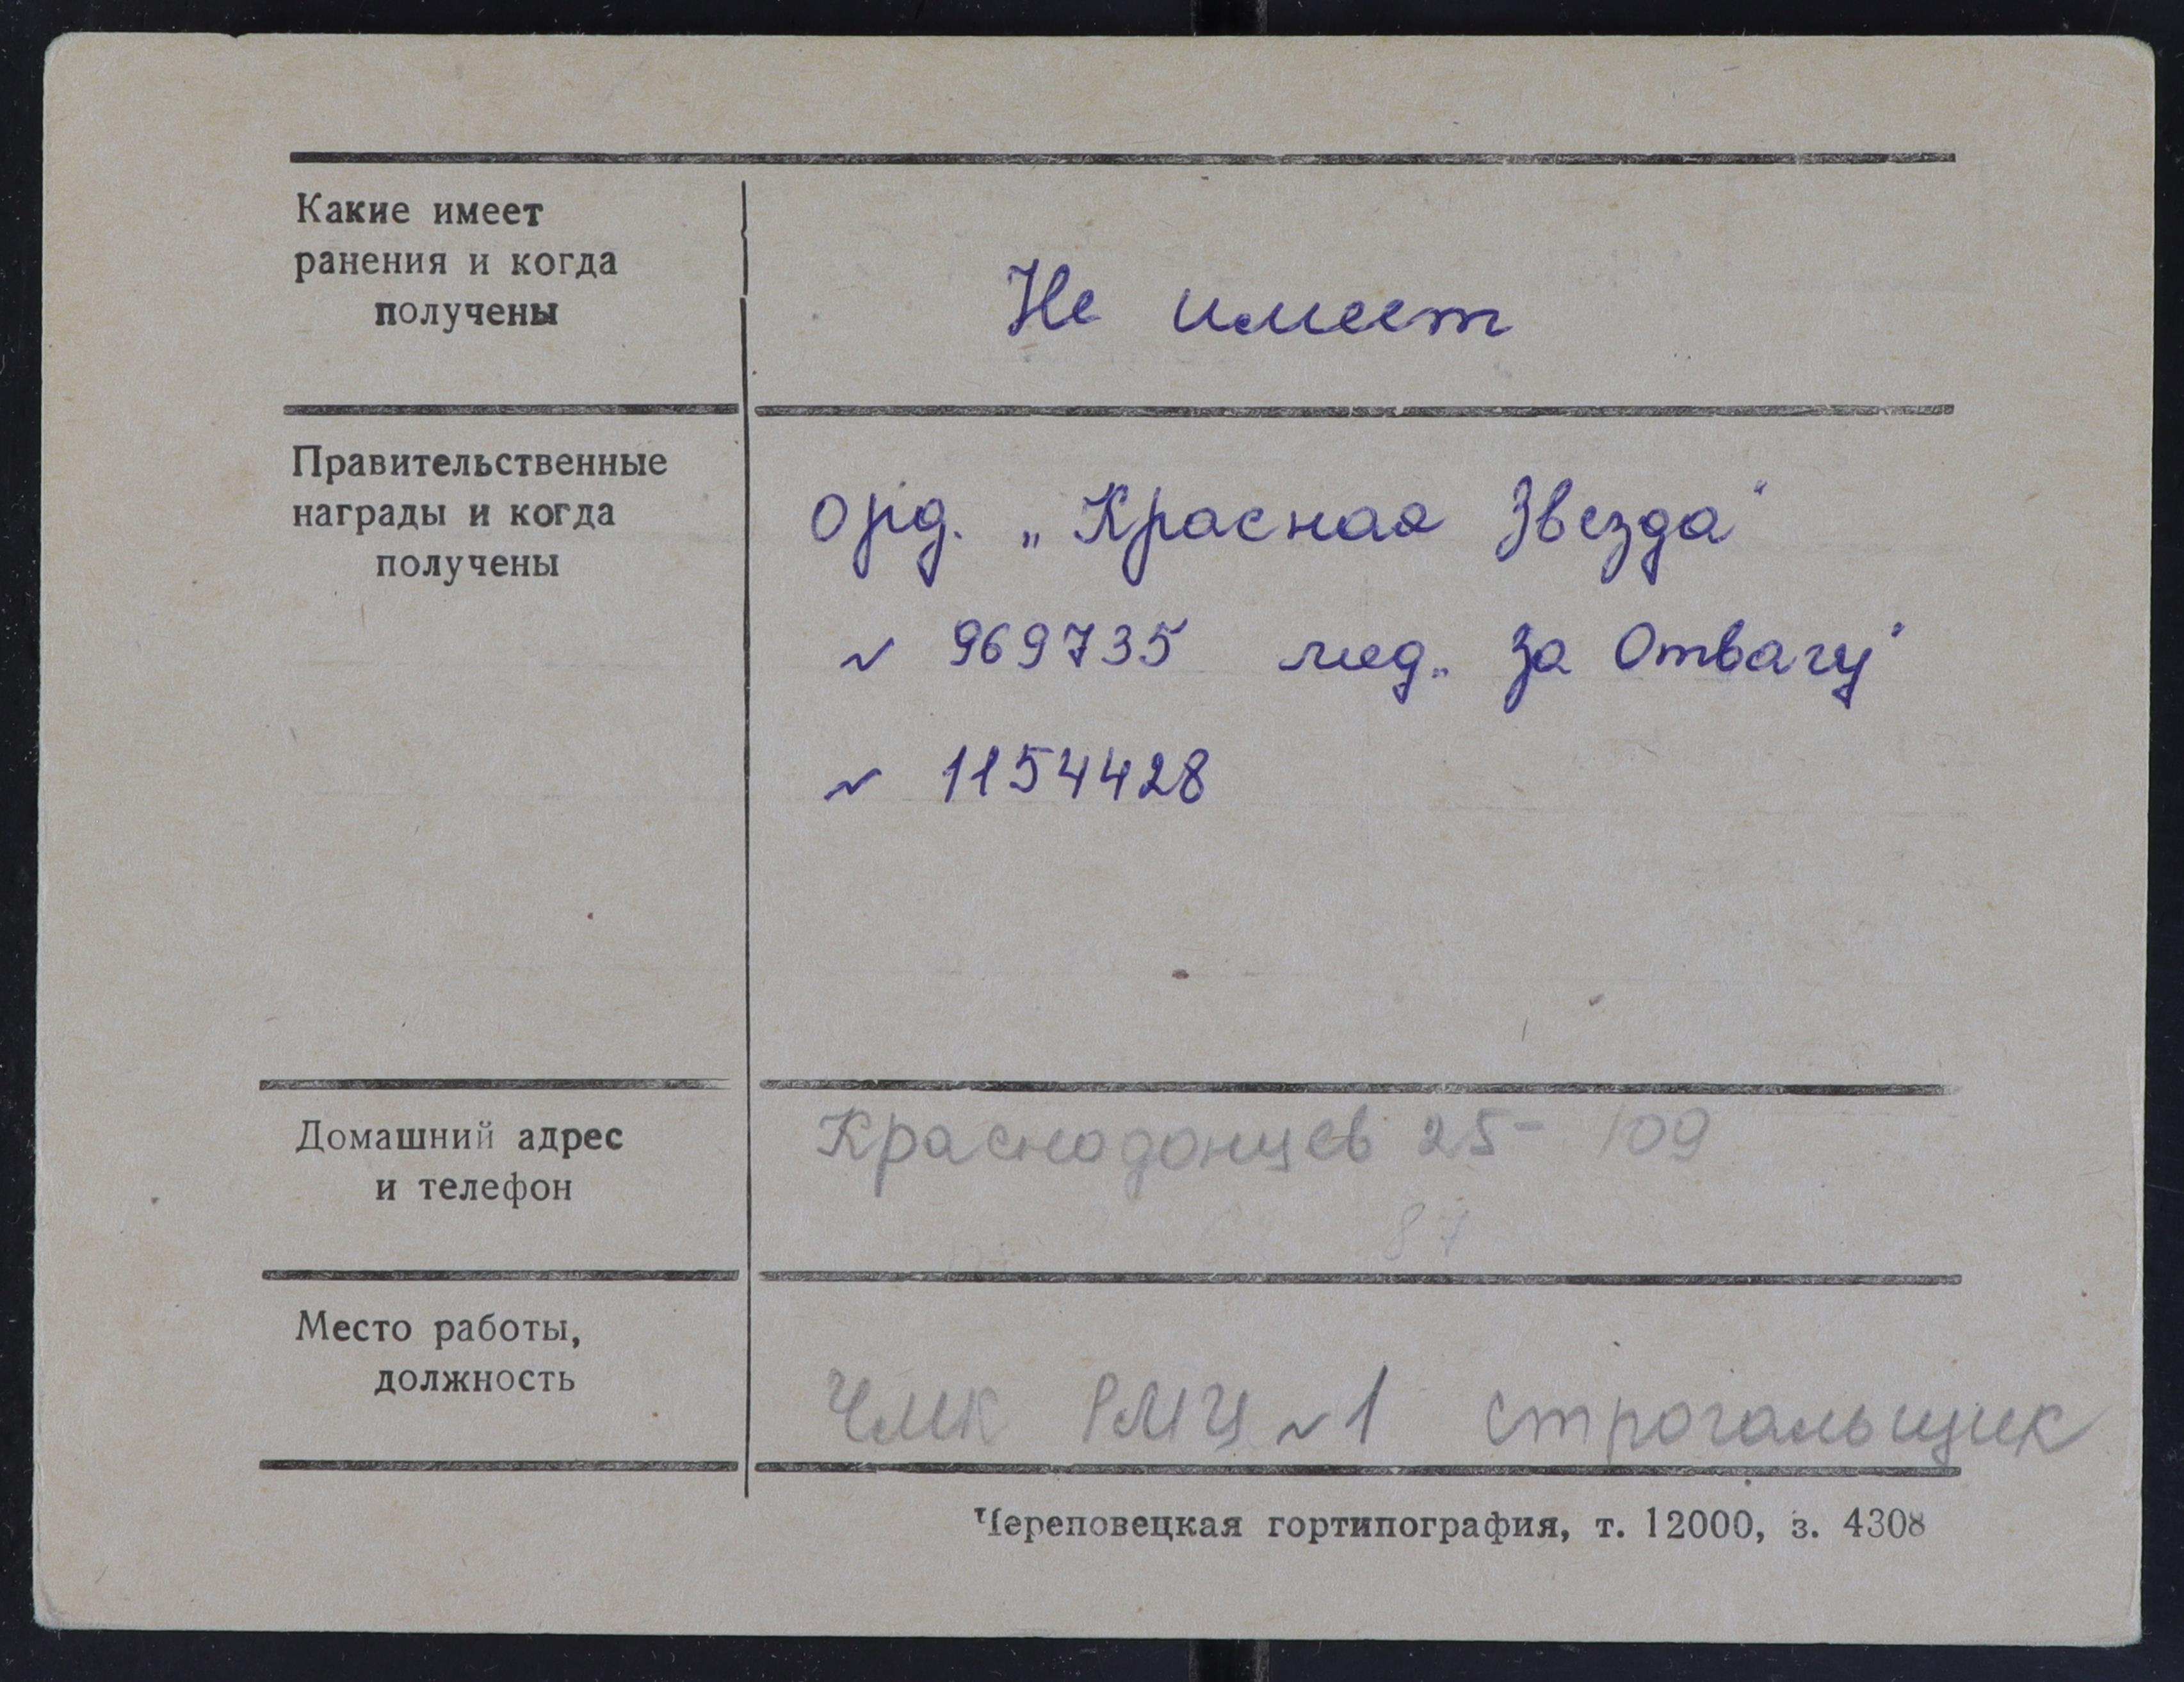 Какие имеет
ранения и когда
получены
Не имеет
Правительственные
награды и когда
получены
орд. „Красная Звезда"
№ 969735 мед. „За Отвагу"
№ 1154428
Домашний адрес
и телефон
Краснодонцев 25- 109
87
Место работы,
должность
ЧМК РМЦ №1 строгальщик
Череповецкая гортипография, т. 12000, з. 4308